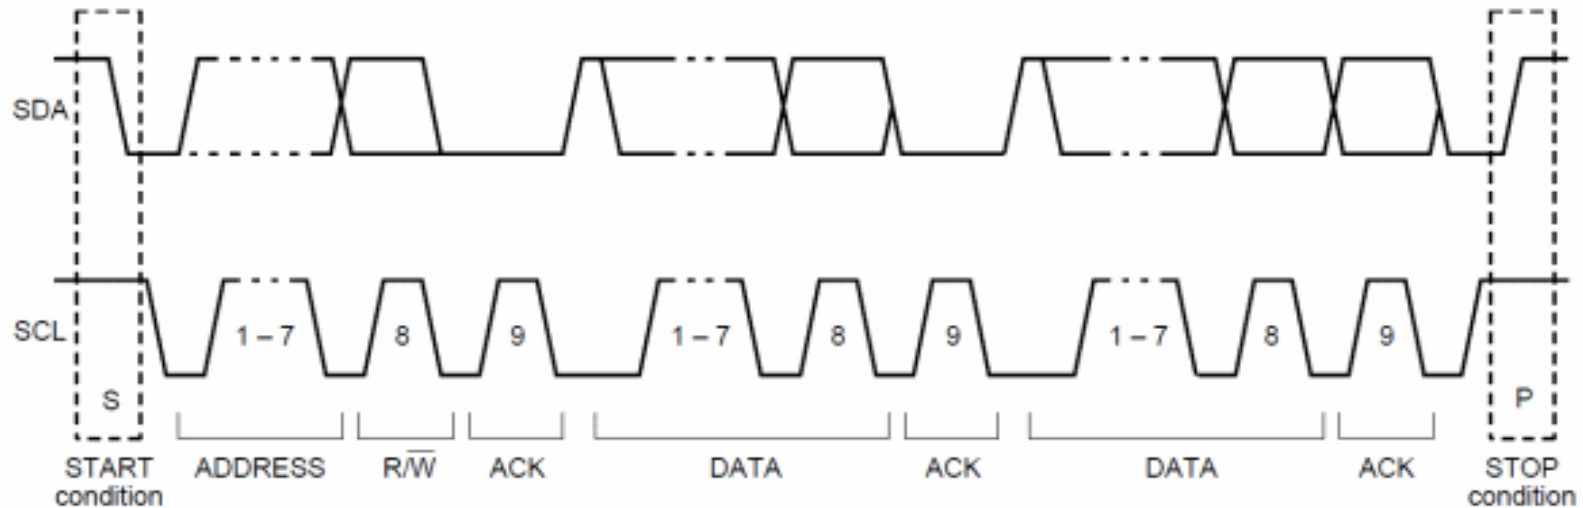 SDA
SCL
1 – 7
8
9
1 – 7
8
9
1 – 7
8
9
S
P
START
condition
ADDRESS
R/W̅
ACK
DATA
ACK
DATA
ACK
STOP
condition